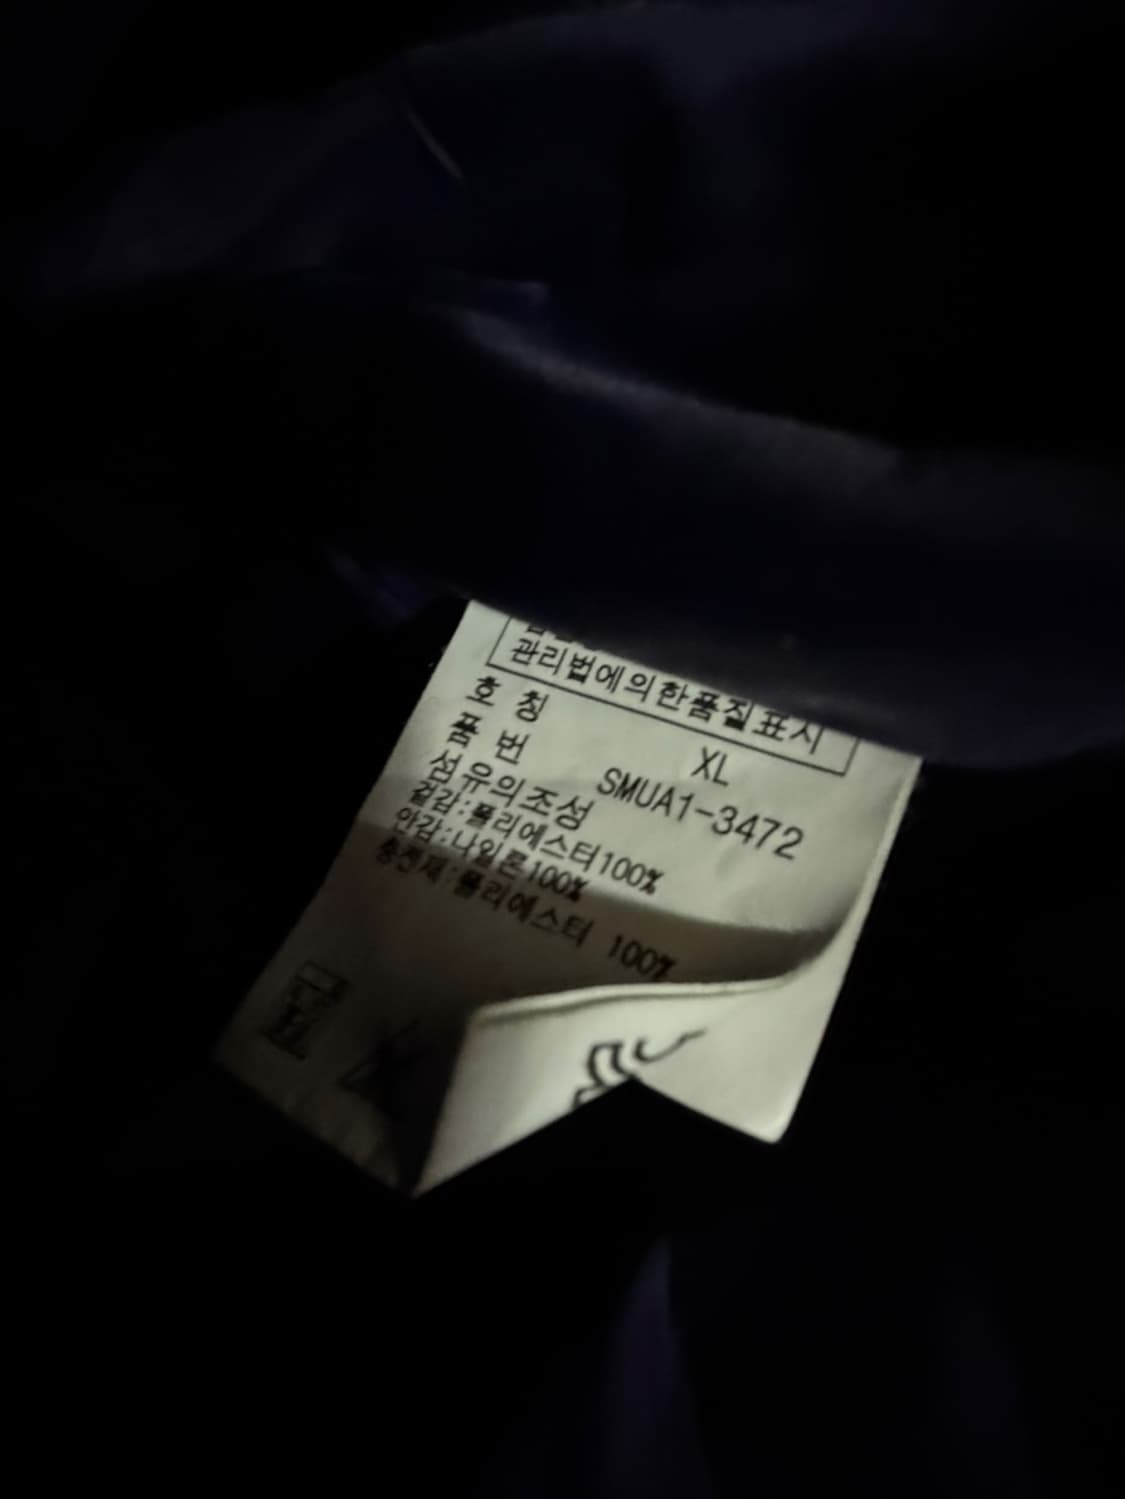 관리법에의한품질표시
호 칭 XL
품 번 SMUA1-3472
섬유의조성
겉감:폴리에스터100%
안감:나일론100%
충전재:폴리에스터 100%